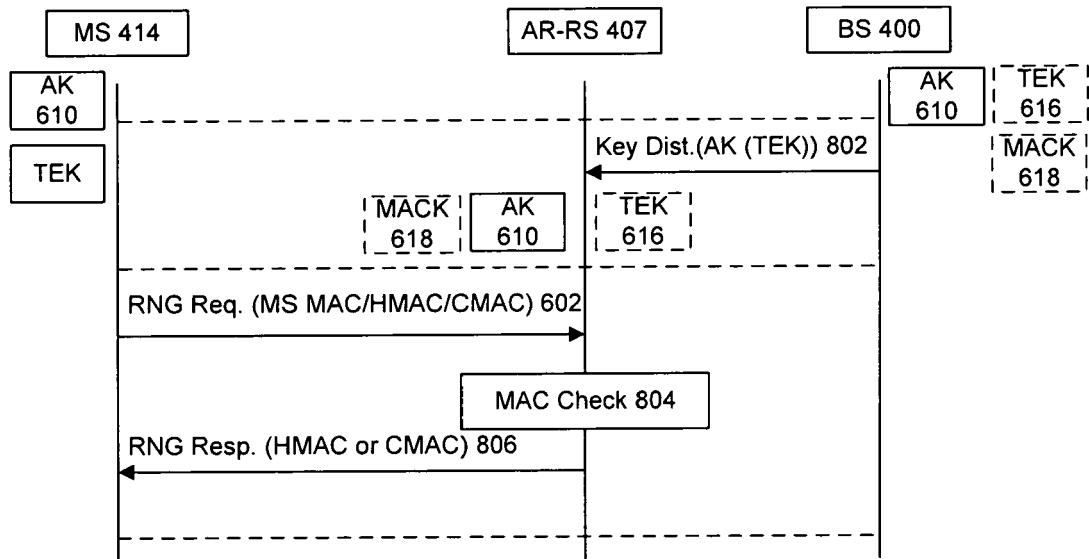 MS 414
AR-RS 407
BS 400
AK
610
AK
610
TEK
616
Key Dist.(AK (TEK)) 802
TEK
MACK
618
MACK
618
AK
610
TEK
616
RNG Req. (MS MAC/HMAC/CMAC) 602
MAC Check 804
RNG Resp. (HMAC or CMAC) 806